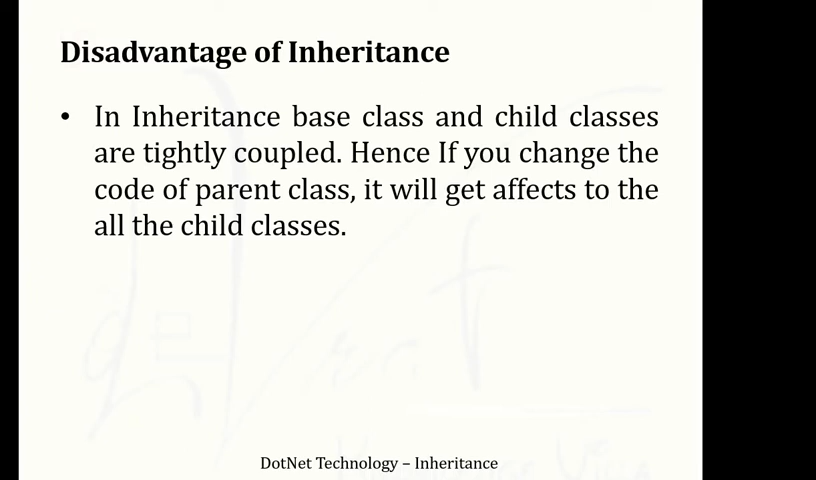 Disadvantage of Inheritance
• In Inheritance base class and child classes
are tightly coupled. Hence If you change the
code of parent class, it will get affects to the
all the child classes.
DotNet Technology – Inheritance